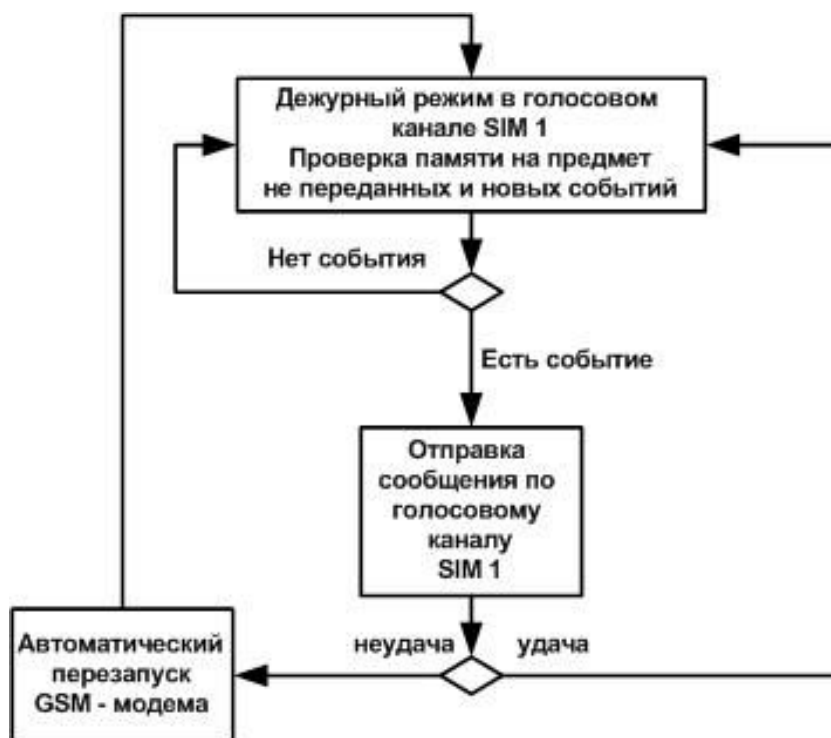 Дежурный режим в голосовом
канале SIM 1
Проверка памяти на предмет
не переданных и новых событий
Нет события
Есть событие
Отправка
сообщения по
голосовому
каналу
SIM 1
неудача
удача
Автоматический
перезапуск
GSM - модема